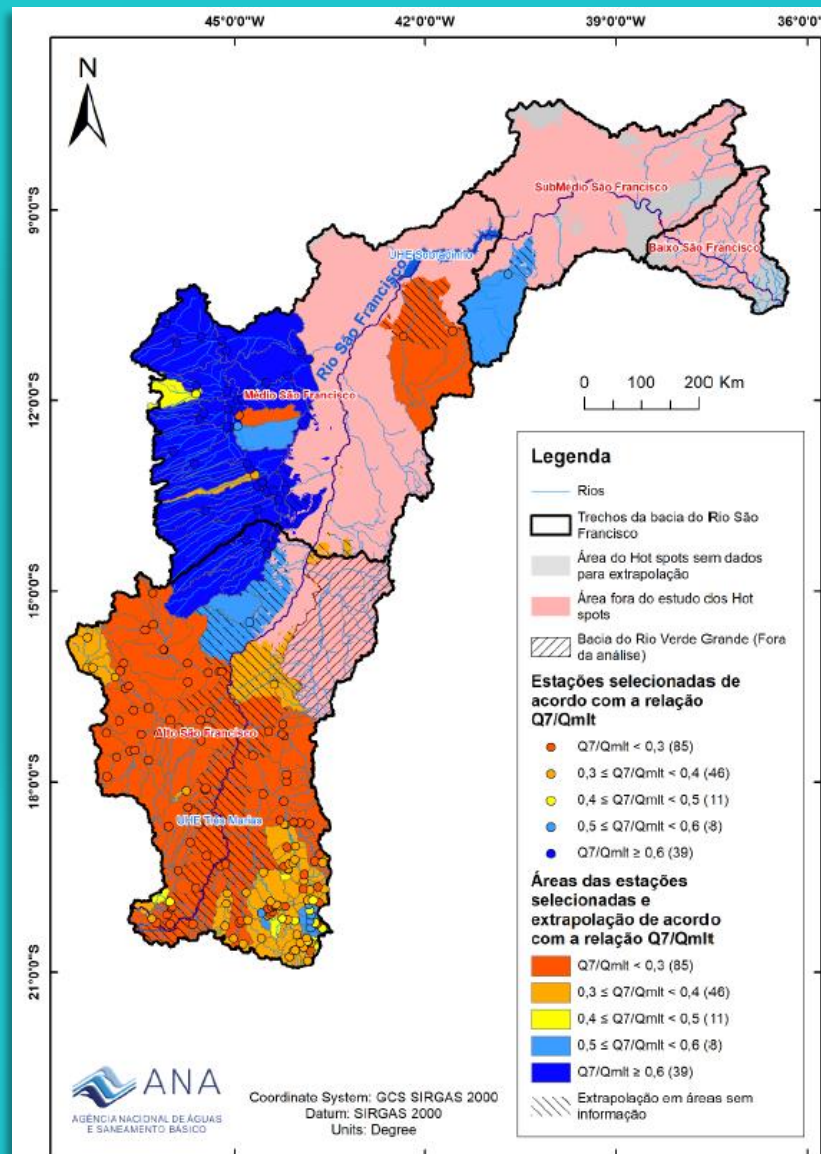 45°0'0"W 42°0'0"W 39°0'0"W 36°0'0"W
N
SubMédio São Francisco
9°0'0"S
Baixo São Francisco
UHE Sobradinho
Rio São Francisco
0 100 200 Km
12°0'0"S
Médio São Francisco
Legenda
Rios
Trechos da bacia do Rio São
Francisco
Área do Hot spots sem dados
para extrapolação
Área fora do estudo dos Hot
spots
Bacia do Rio Verde Grande (Fora
da análise)
15°0'0"S
Estações selecionadas de
acordo com a relação
Q7/Qmlt
Q7/Qmlt < 0,3 (85)
0,3 ≤ Q7/Qmlt < 0,4 (46)
0,4 ≤ Q7/Qmlt < 0,5 (11)
0,5 ≤ Q7/Qmlt < 0,6 (8)
Q7/Qmlt ≥ 0,6 (39)
Alto São Francisco
18°0'0"S
UHE Três Marias
Áreas das estações
selecionadas e
extrapolação de acordo
com a relação Q7/Qmlt
Q7/Qmlt < 0,3 (85)
0,3 ≤ Q7/Qmlt < 0,4 (46)
0,4 ≤ Q7/Qmlt < 0,5 (11)
0,5 ≤ Q7/Qmlt < 0,6 (8)
Q7/Qmlt ≥ 0,6 (39)
Extrapolação em áreas sem
informação
21°0'0"S
ANA
AGÊNCIA NACIONAL DE ÁGUAS
E SANEAMENTO BÁSICO
Coordinate System: GCS SIRGAS 2000
Datum: SIRGAS 2000
Units: Degree